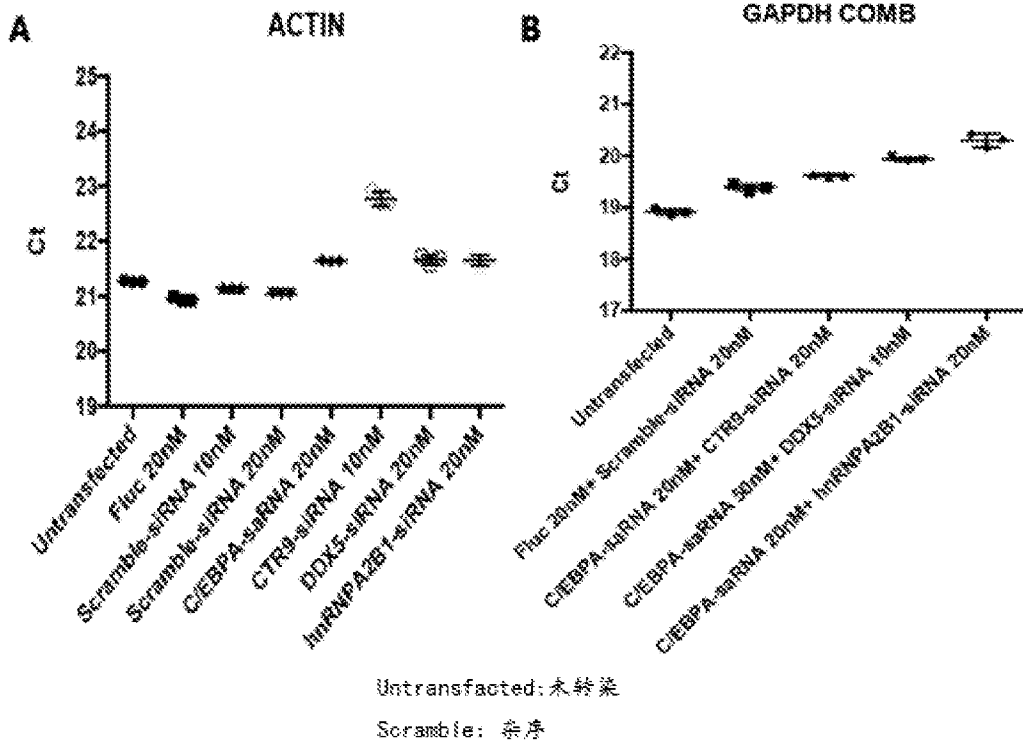 A
ACTIN
25
24
23
22
21
20
19
Ct
Untransfected
Fluc 20nM
Scramble-siRNA 10nM
Scramble-siRNA 20nM
C/EBPA-saRNA 20nM
CTR9-siRNA 10nM
DDX5-siRNA 20nM
hnRNPA2B1-siRNA 20nM
B
GAPDH COMB
22
21
20
19
18
17
Ct
Untransfected
Fluc 20nM+ Scramble-siRNA 20nM
C/EBPA-saRNA 20nM+ CTR9-siRNA 20nM
C/EBPA-saRNA 50nM+ DDX5-siRNA 10nM
C/EBPA-saRNA 20nM+ hnRNPA2B1-siRNA 20nM
Untransfacted:未转染
Scramble: 杂序